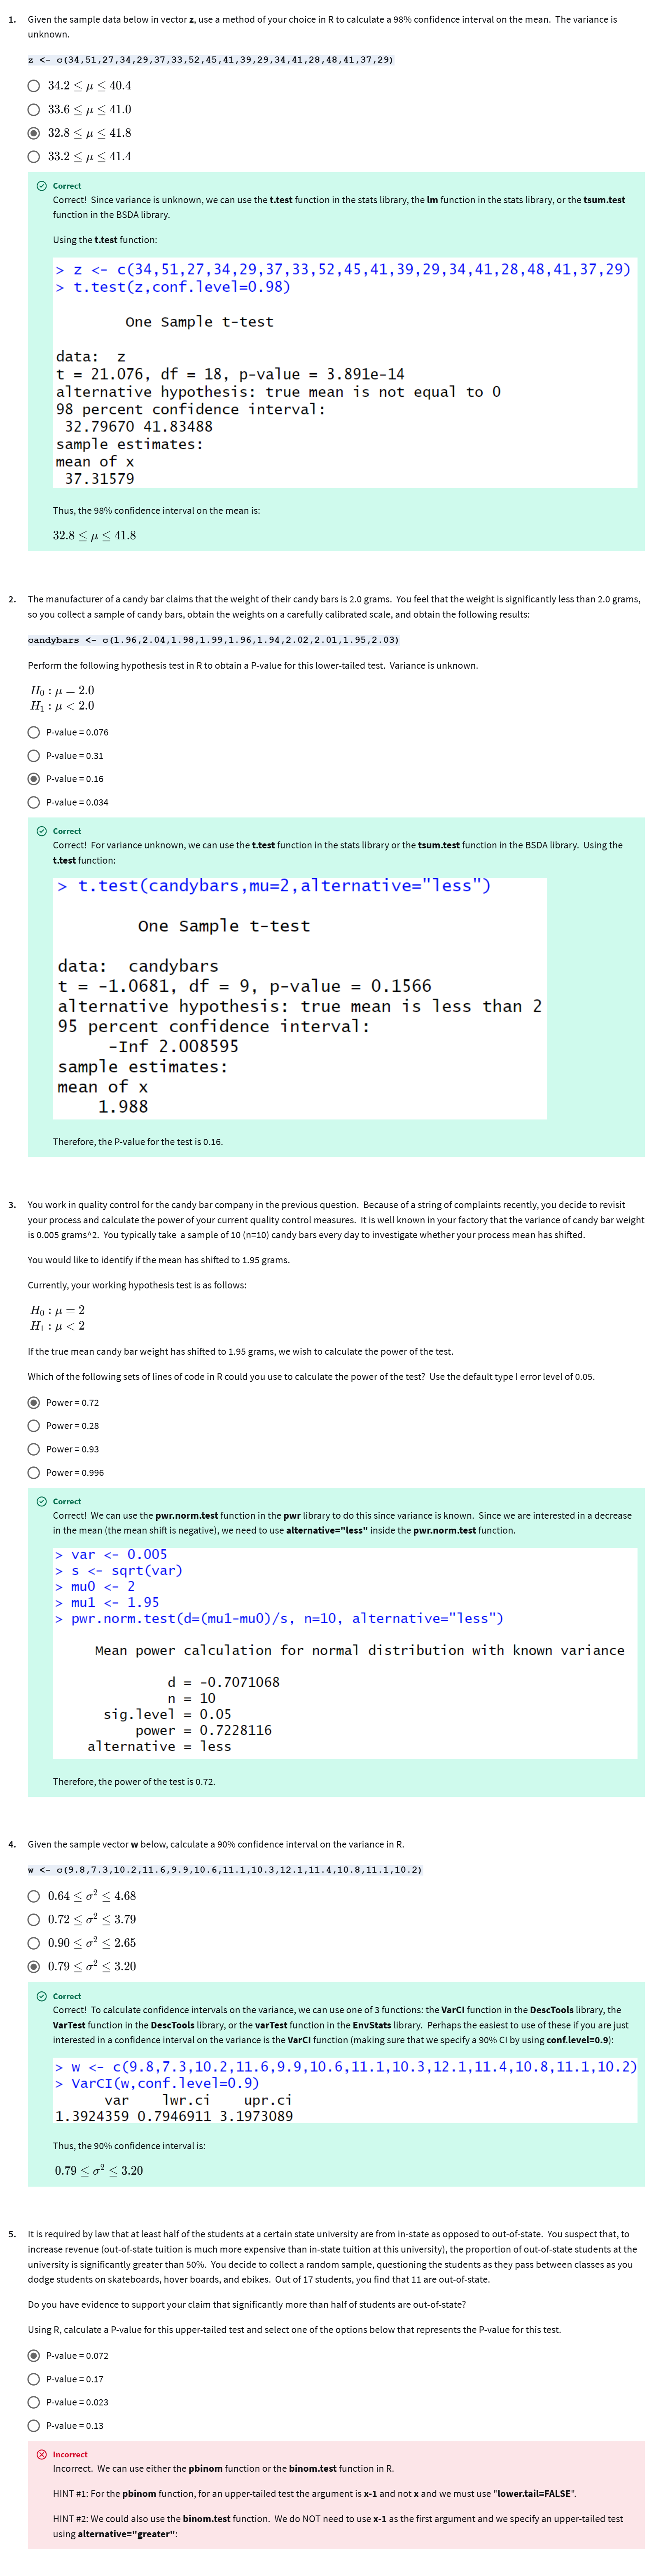 1. Given the sample data below in vector z, use a method of your choice in R to calculate a 98% confidence interval on the mean. The variance is
unknown.
z <- c(34,51,27,34,29,37,33,52,45,41,39,29,34,41,28,48,41,37,29)
34.2 ≤ μ ≤ 40.4
33.6 ≤ μ ≤ 41.0
32.8 ≤ μ ≤ 41.8
33.2 ≤ μ ≤ 41.4
Correct
Correct! Since variance is unknown, we can use the t.test function in the stats library, the lm function in the stats library, or the tsum.test
function in the BSDA library.
Using the t.test function:
> z <- c(34,51,27,34,29,37,33,52,45,41,39,29,34,41,28,48,41,37,29)
> t.test(z,conf.level=0.98)
One Sample t-test
data: z
t = 21.076, df = 18, p-value = 3.891e-14
alternative hypothesis: true mean is not equal to 0
98 percent confidence interval:
32.79670 41.83488
sample estimates:
mean of x
37.31579
Thus, the 98% confidence interval on the mean is:
32.8 ≤ μ ≤ 41.8
2. The manufacturer of a candy bar claims that the weight of their candy bars is 2.0 grams. You feel that the weight is significantly less than 2.0 grams,
so you collect a sample of candy bars, obtain the weights on a carefully calibrated scale, and obtain the following results:
candybars <- c(1.96,2.04,1.98,1.99,1.96,1.94,2.02,2.01,1.95,2.03)
Perform the following hypothesis test in R to obtain a P-value for this lower-tailed test. Variance is unknown.
H₀ : μ = 2.0
H₁ : μ < 2.0
P-value = 0.076
P-value = 0.31
P-value = 0.16
P-value = 0.034
Correct
Correct! For variance unknown, we can use the t.test function in the stats library or the tsum.test function in the BSDA library. Using the
t.test function:
> t.test(candybars,mu=2,alternative="less")
One Sample t-test
data: candybars
t = -1.0681, df = 9, p-value = 0.1566
alternative hypothesis: true mean is less than 2
95 percent confidence interval:
-Inf 2.008595
sample estimates:
mean of x
1.988
Therefore, the P-value for the test is 0.16.
3. You work in quality control for the candy bar company in the previous question. Because of a string of complaints recently, you decide to revisit
your process and calculate the power of your current quality control measures. It is well known in your factory that the variance of candy bar weight
is 0.005 grams^2. You typically take a sample of 10 (n=10) candy bars every day to investigate whether your process mean has shifted.
You would like to identify if the mean has shifted to 1.95 grams.
Currently, your working hypothesis test is as follows:
H₀ : μ = 2
H₁ : μ < 2
If the true mean candy bar weight has shifted to 1.95 grams, we wish to calculate the power of the test.
Which of the following sets of lines of code in R could you use to calculate the power of the test? Use the default type I error level of 0.05.
Power = 0.72
Power = 0.28
Power = 0.93
Power = 0.996
Correct
Correct! We can use the pwr.norm.test function in the pwr library to do this since variance is known. Since we are interested in a decrease
in the mean (the mean shift is negative), we need to use alternative="less" inside the pwr.norm.test function.
> var <- 0.005
> s <- sqrt(var)
> mu0 <- 2
> mu1 <- 1.95
> pwr.norm.test(d=(mu1-mu0)/s, n=10, alternative="less")
Mean power calculation for normal distribution with known variance
d = -0.7071068
n = 10
sig.level = 0.05
power = 0.7228116
alternative = less
Therefore, the power of the test is 0.72.
4. Given the sample vector w below, calculate a 90% confidence interval on the variance in R.
w <- c(9.8,7.3,10.2,11.6,9.9,10.6,11.1,10.3,12.1,11.4,10.8,11.1,10.2)
0.64 ≤ σ² ≤ 4.68
0.72 ≤ σ² ≤ 3.79
0.90 ≤ σ² ≤ 2.65
0.79 ≤ σ² ≤ 3.20
Correct
Correct! To calculate confidence intervals on the variance, we can use one of 3 functions: the VarCI function in the DescTools library, the
VarTest function in the DescTools library, or the varTest function in the EnvStats library. Perhaps the easiest to use of these if you are just
interested in a confidence interval on the variance is the VarCI function (making sure that we specify a 90% CI by using conf.level=0.9):
> w <- c(9.8,7.3,10.2,11.6,9.9,10.6,11.1,10.3,12.1,11.4,10.8,11.1,10.2)
> VarCI(w,conf.level=0.9)
var lwr.ci upr.ci
1.3924359 0.7946911 3.1973089
Thus, the 90% confidence interval is:
0.79 ≤ σ² ≤ 3.20
5. It is required by law that at least half of the students at a certain state university are from in-state as opposed to out-of-state. You suspect that, to
increase revenue (out-of-state tuition is much more expensive than in-state tuition at this university), the proportion of out-of-state students at the
university is significantly greater than 50%. You decide to collect a random sample, questioning the students as they pass between classes as you
dodge students on skateboards, hover boards, and ebikes. Out of 17 students, you find that 11 are out-of-state.
Do you have evidence to support your claim that significantly more than half of students are out-of-state?
Using R, calculate a P-value for this upper-tailed test and select one of the options below that represents the P-value for this test.
P-value = 0.072
P-value = 0.17
P-value = 0.023
P-value = 0.13
Incorrect
Incorrect. We can use either the pbinom function or the binom.test function in R.
HINT #1: For the pbinom function, for an upper-tailed test the argument is x-1 and not x and we must use "lower.tail=FALSE".
HINT #2: We could also use the binom.test function. We do NOT need to use x-1 as the first argument and we specify an upper-tailed test
using alternative="greater":